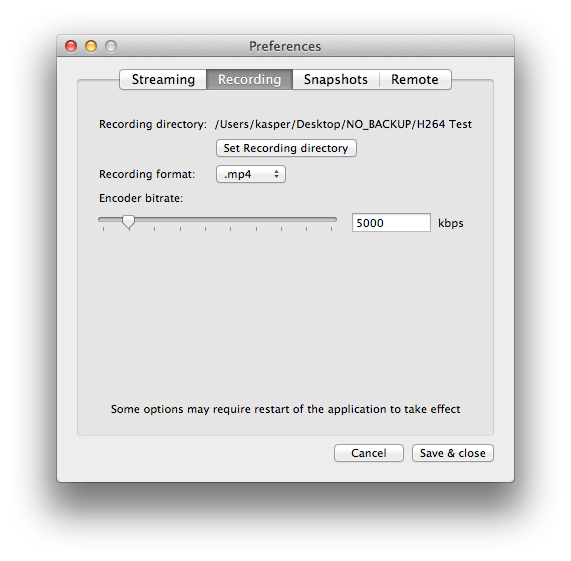 Preferences
Streaming Recording Snapshots Remote
Recording directory: /Users/kasper/Desktop/NO_BACKUP/H264 Test
Set Recording directory
Recording format: .mp4
Encoder bitrate:
5000 kbps
Some options may require restart of the application to take effect
Cancel Save & close